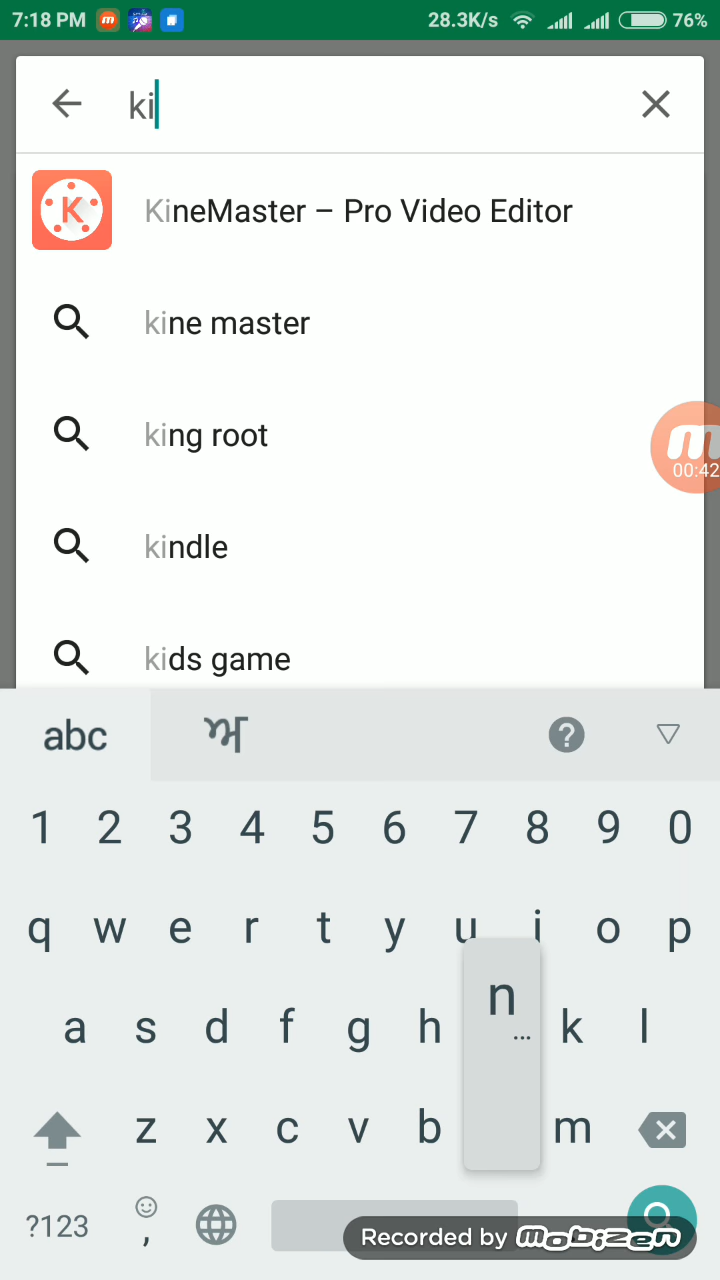 7:18 PM 28.3K/s 76%
ki
KineMaster – Pro Video Editor
kine master
king root
00:42
kindle
kids game
abc ਅ
1 2 3 4 5 6 7 8 9 0
q w e r t y u i o p
a s d f g h k l
n
z x c v b m
?123 ,
Recorded by mobizen